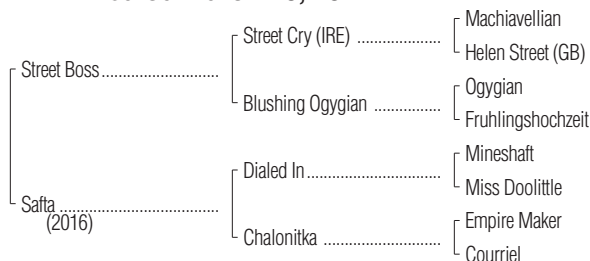 Machiavellian
Street Cry (IRE) ..................
Helen Street (GB)
Street Boss..........................
Ogygian
Blushing Ogygian ...............
Fruhlingshochzeit
Mineshaft
Dialed In..............................
Miss Doolittle
Safta ...................................
(2016)
Empire Maker
Chalonitka ..........................
Courriel